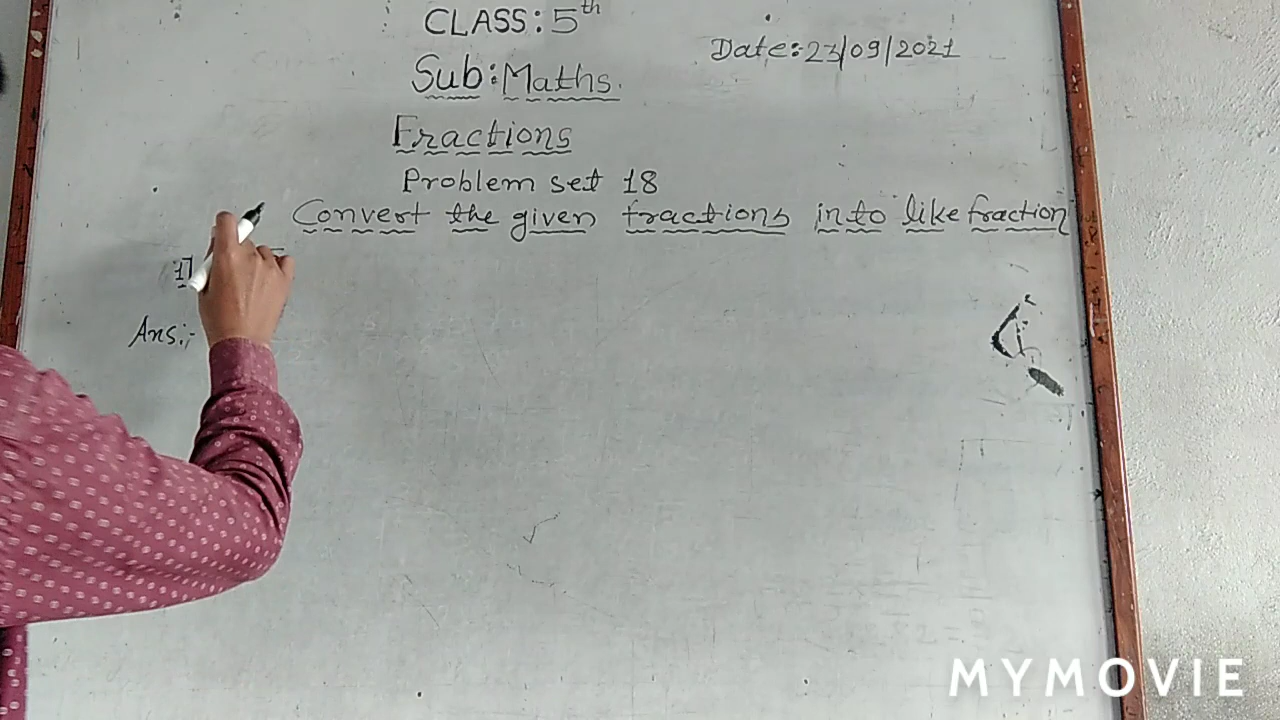 CLASS: 5th
Date: 23/09/2021
Sub: Maths.
Fractions
Problem set 18
Convert the given fractions into like fraction
1]
Ans:-
MYMOVIE